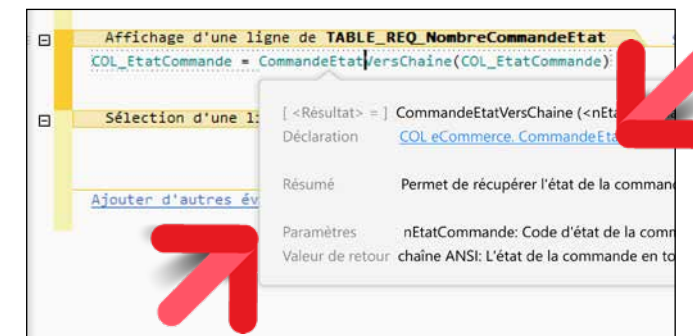 Affichage d'une ligne de TABLE_REQ_NombreCommandeEtat
COL_EtatCommande = CommandeEtatVersChaine(COL_EtatCommande)
Sélection d'une li
[ <Résultat> = ] CommandeEtatVersChaine (<nEta
Déclaration COL eCommerce. CommandeEta
Résumé Permet de récupérer l'état de la comman
Ajouter d'autres év
Paramètres nEtatCommande: Code d'état de la comm
Valeur de retour chaîne ANSI: L'état de la commande en to